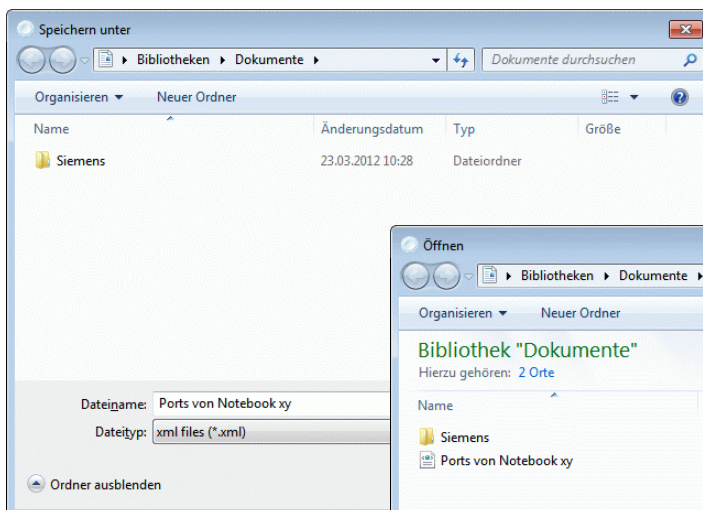 Speichern unter
Bibliotheken Dokumente
Dokumente durchsuchen
Organisieren Neuer Ordner
Name Änderungsdatum Typ Größe
Siemens 23.03.2012 10:28 Dateiordner
Dateiname: Ports von Notebook xy
Dateityp: xml files (*.xml)
Ordner ausblenden
Öffnen
Bibliotheken Dokumente
Organisieren Neuer Ordner
Bibliothek "Dokumente"
Hierzu gehören: 2 Orte
Name
Siemens
Ports von Notebook xy